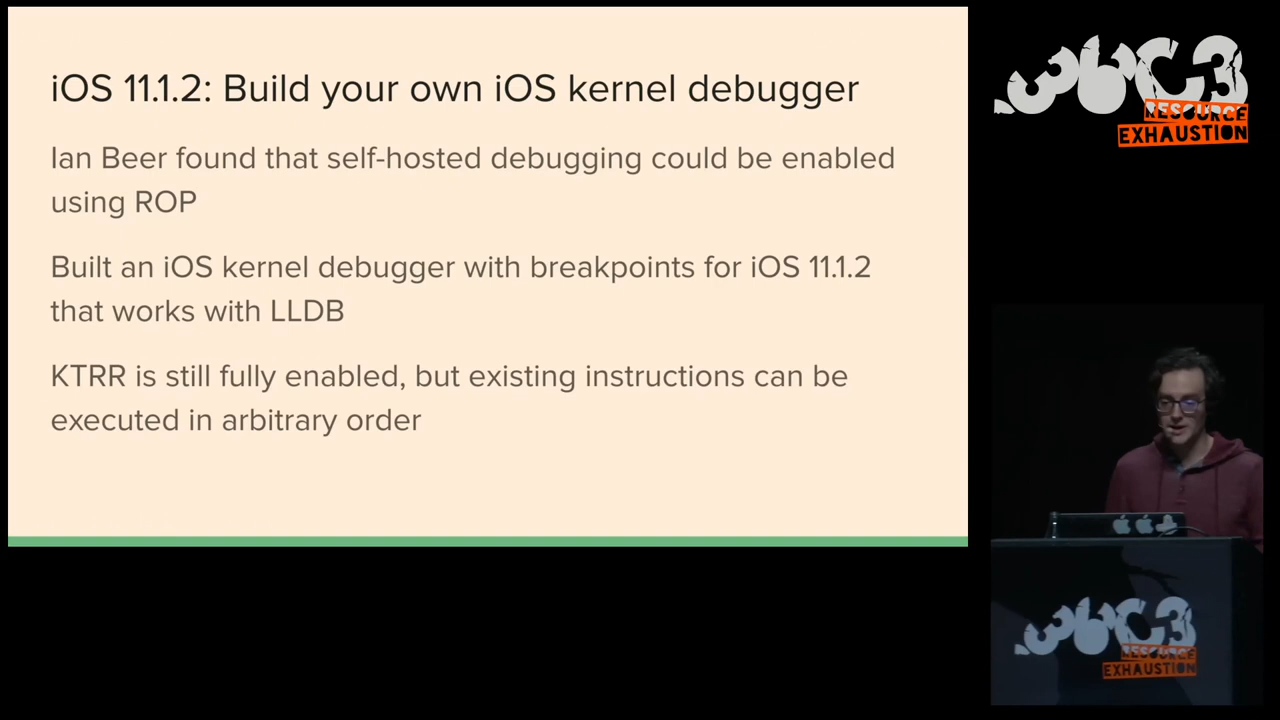 iOS 11.1.2: Build your own iOS kernel debugger
Ian Beer found that self-hosted debugging could be enabled
using ROP
Built an iOS kernel debugger with breakpoints for iOS 11.1.2
that works with LLDB
KTRR is still fully enabled, but existing instructions can be
executed in arbitrary order
36C3
RESOURCE
EXHAUSTION
36C3
RESOURCE
EXHAUSTION